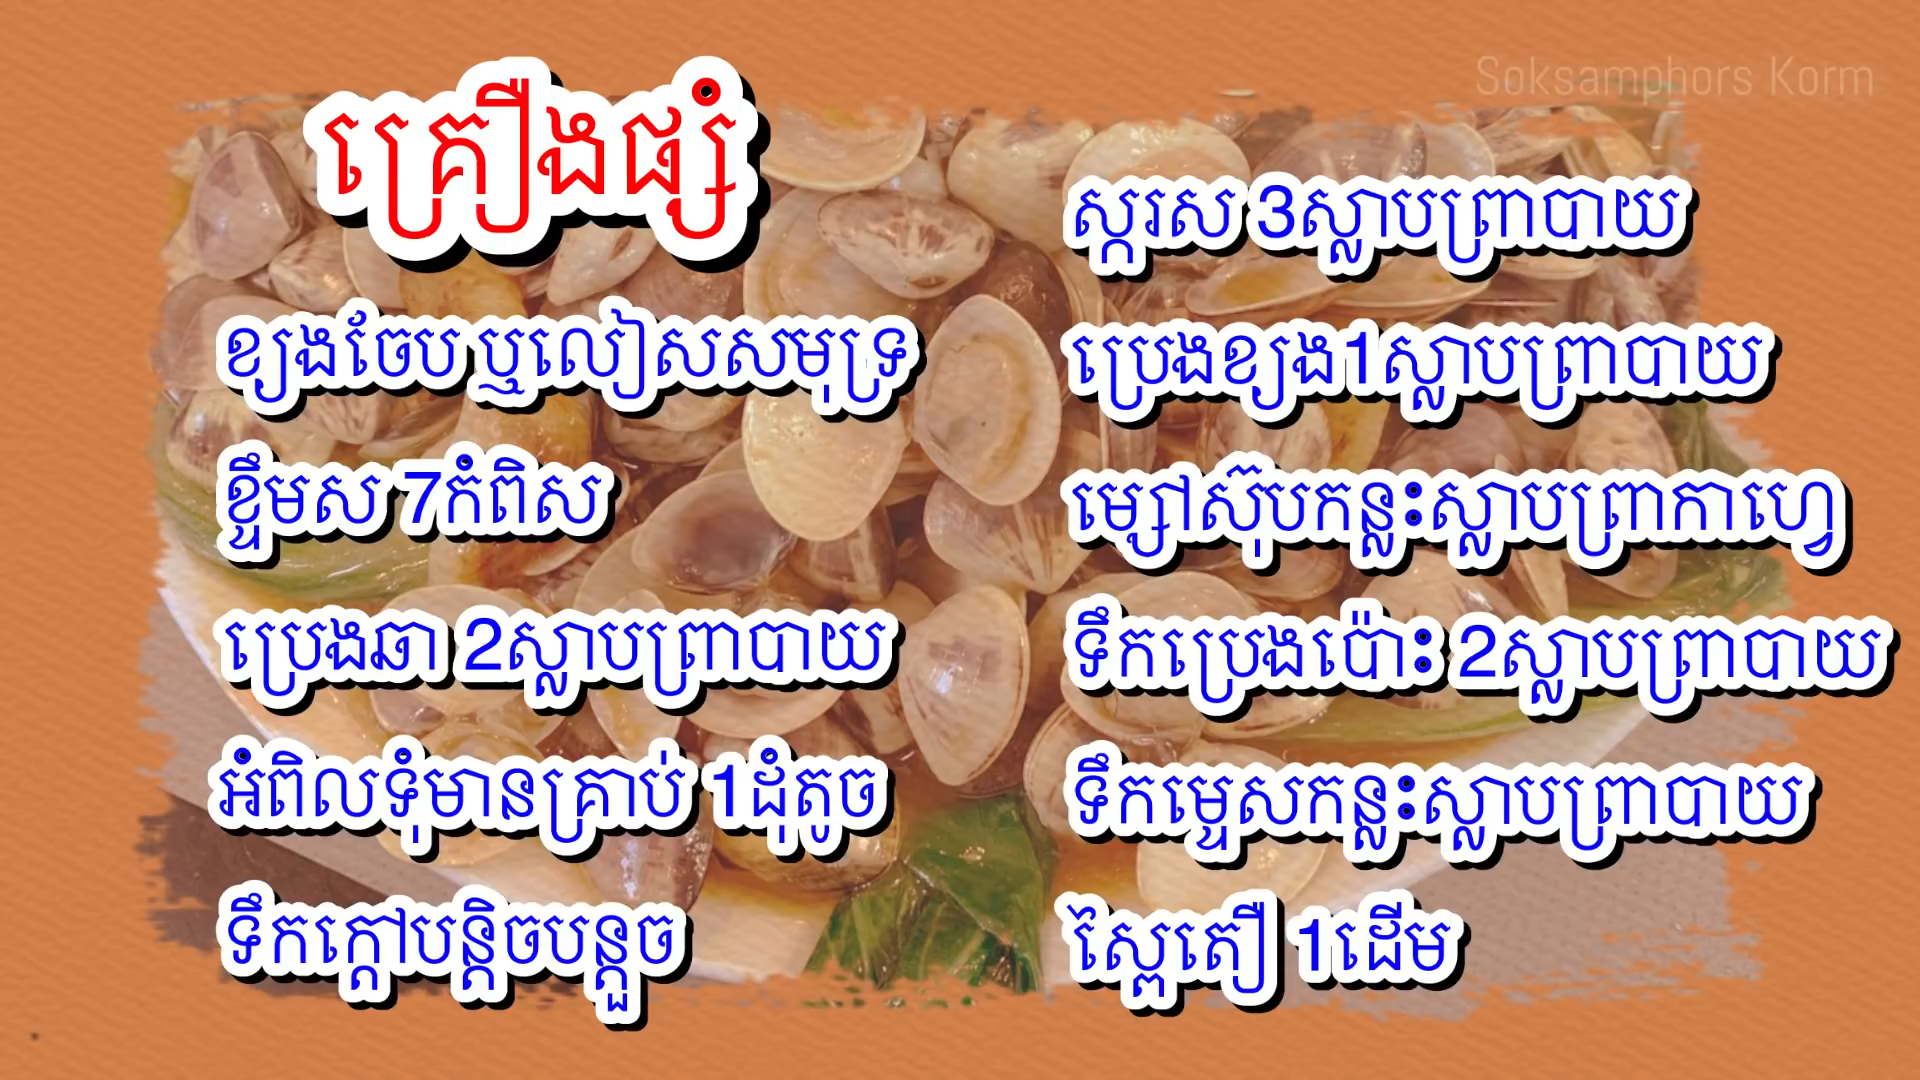 Soksamphors Korm
គ្រឿងផ្សំ
ខ្យងចែប ឬលៀសសមុទ្រ
ខ្ទឹមស 7កំពិស
ប្រេងឆា 2ស្លាបព្រាបាយ
អំពិលទុំមានគ្រាប់ 1ដុំតូច
ទឹកក្តៅបន្តិចបន្តួច
ស្ករស 3ស្លាបព្រាបាយ
ប្រេងខ្យង1ស្លាបព្រាបាយ
ម្សៅស៊ុបកន្លះស្លាបព្រាកាហ្វេ
ទឹកប្រេងប៉ោះ 2ស្លាបព្រាបាយ
ទឹកម្ទេសកន្លះស្លាបព្រាបាយ
ស្ពៃតឿ 1ដើម